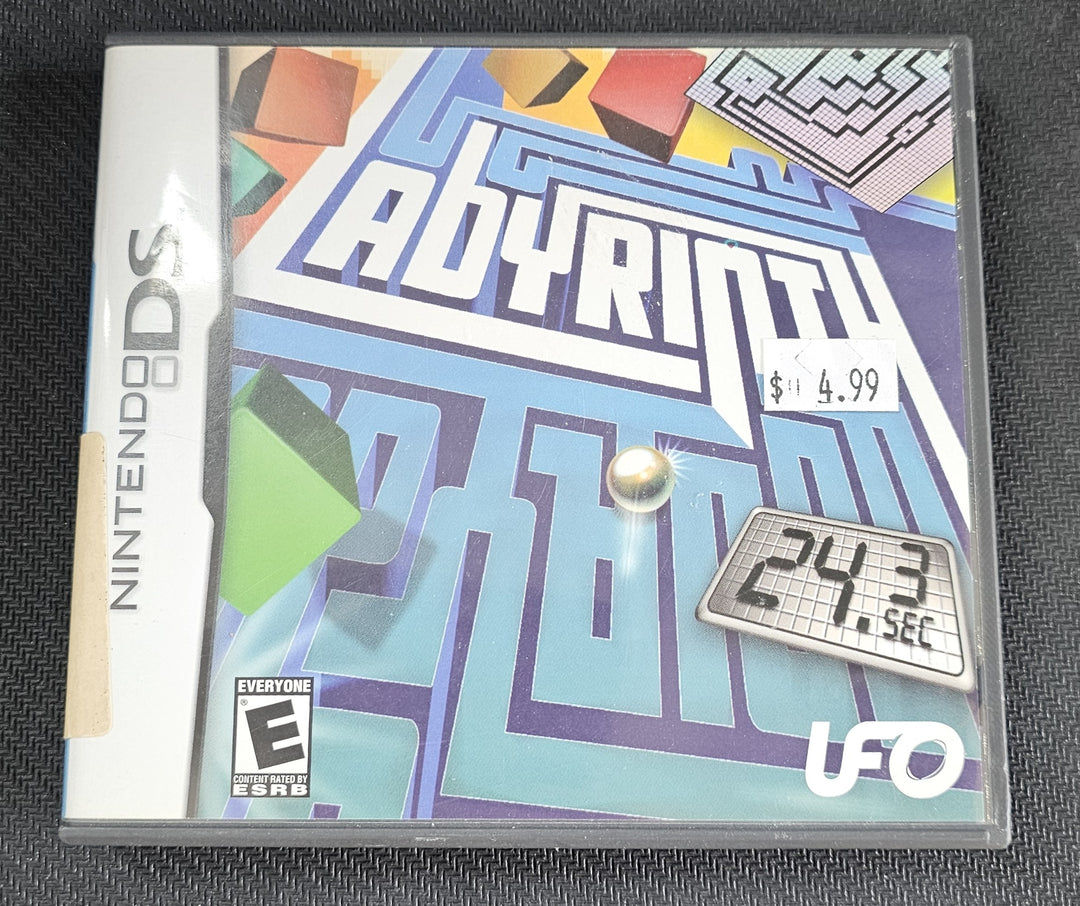 NINTENDO DS
LAbYRINTH
$ 4.99
24.3
SEC
EVERYONE
E
®
CONTENT RATED BY
ESRB
UFO